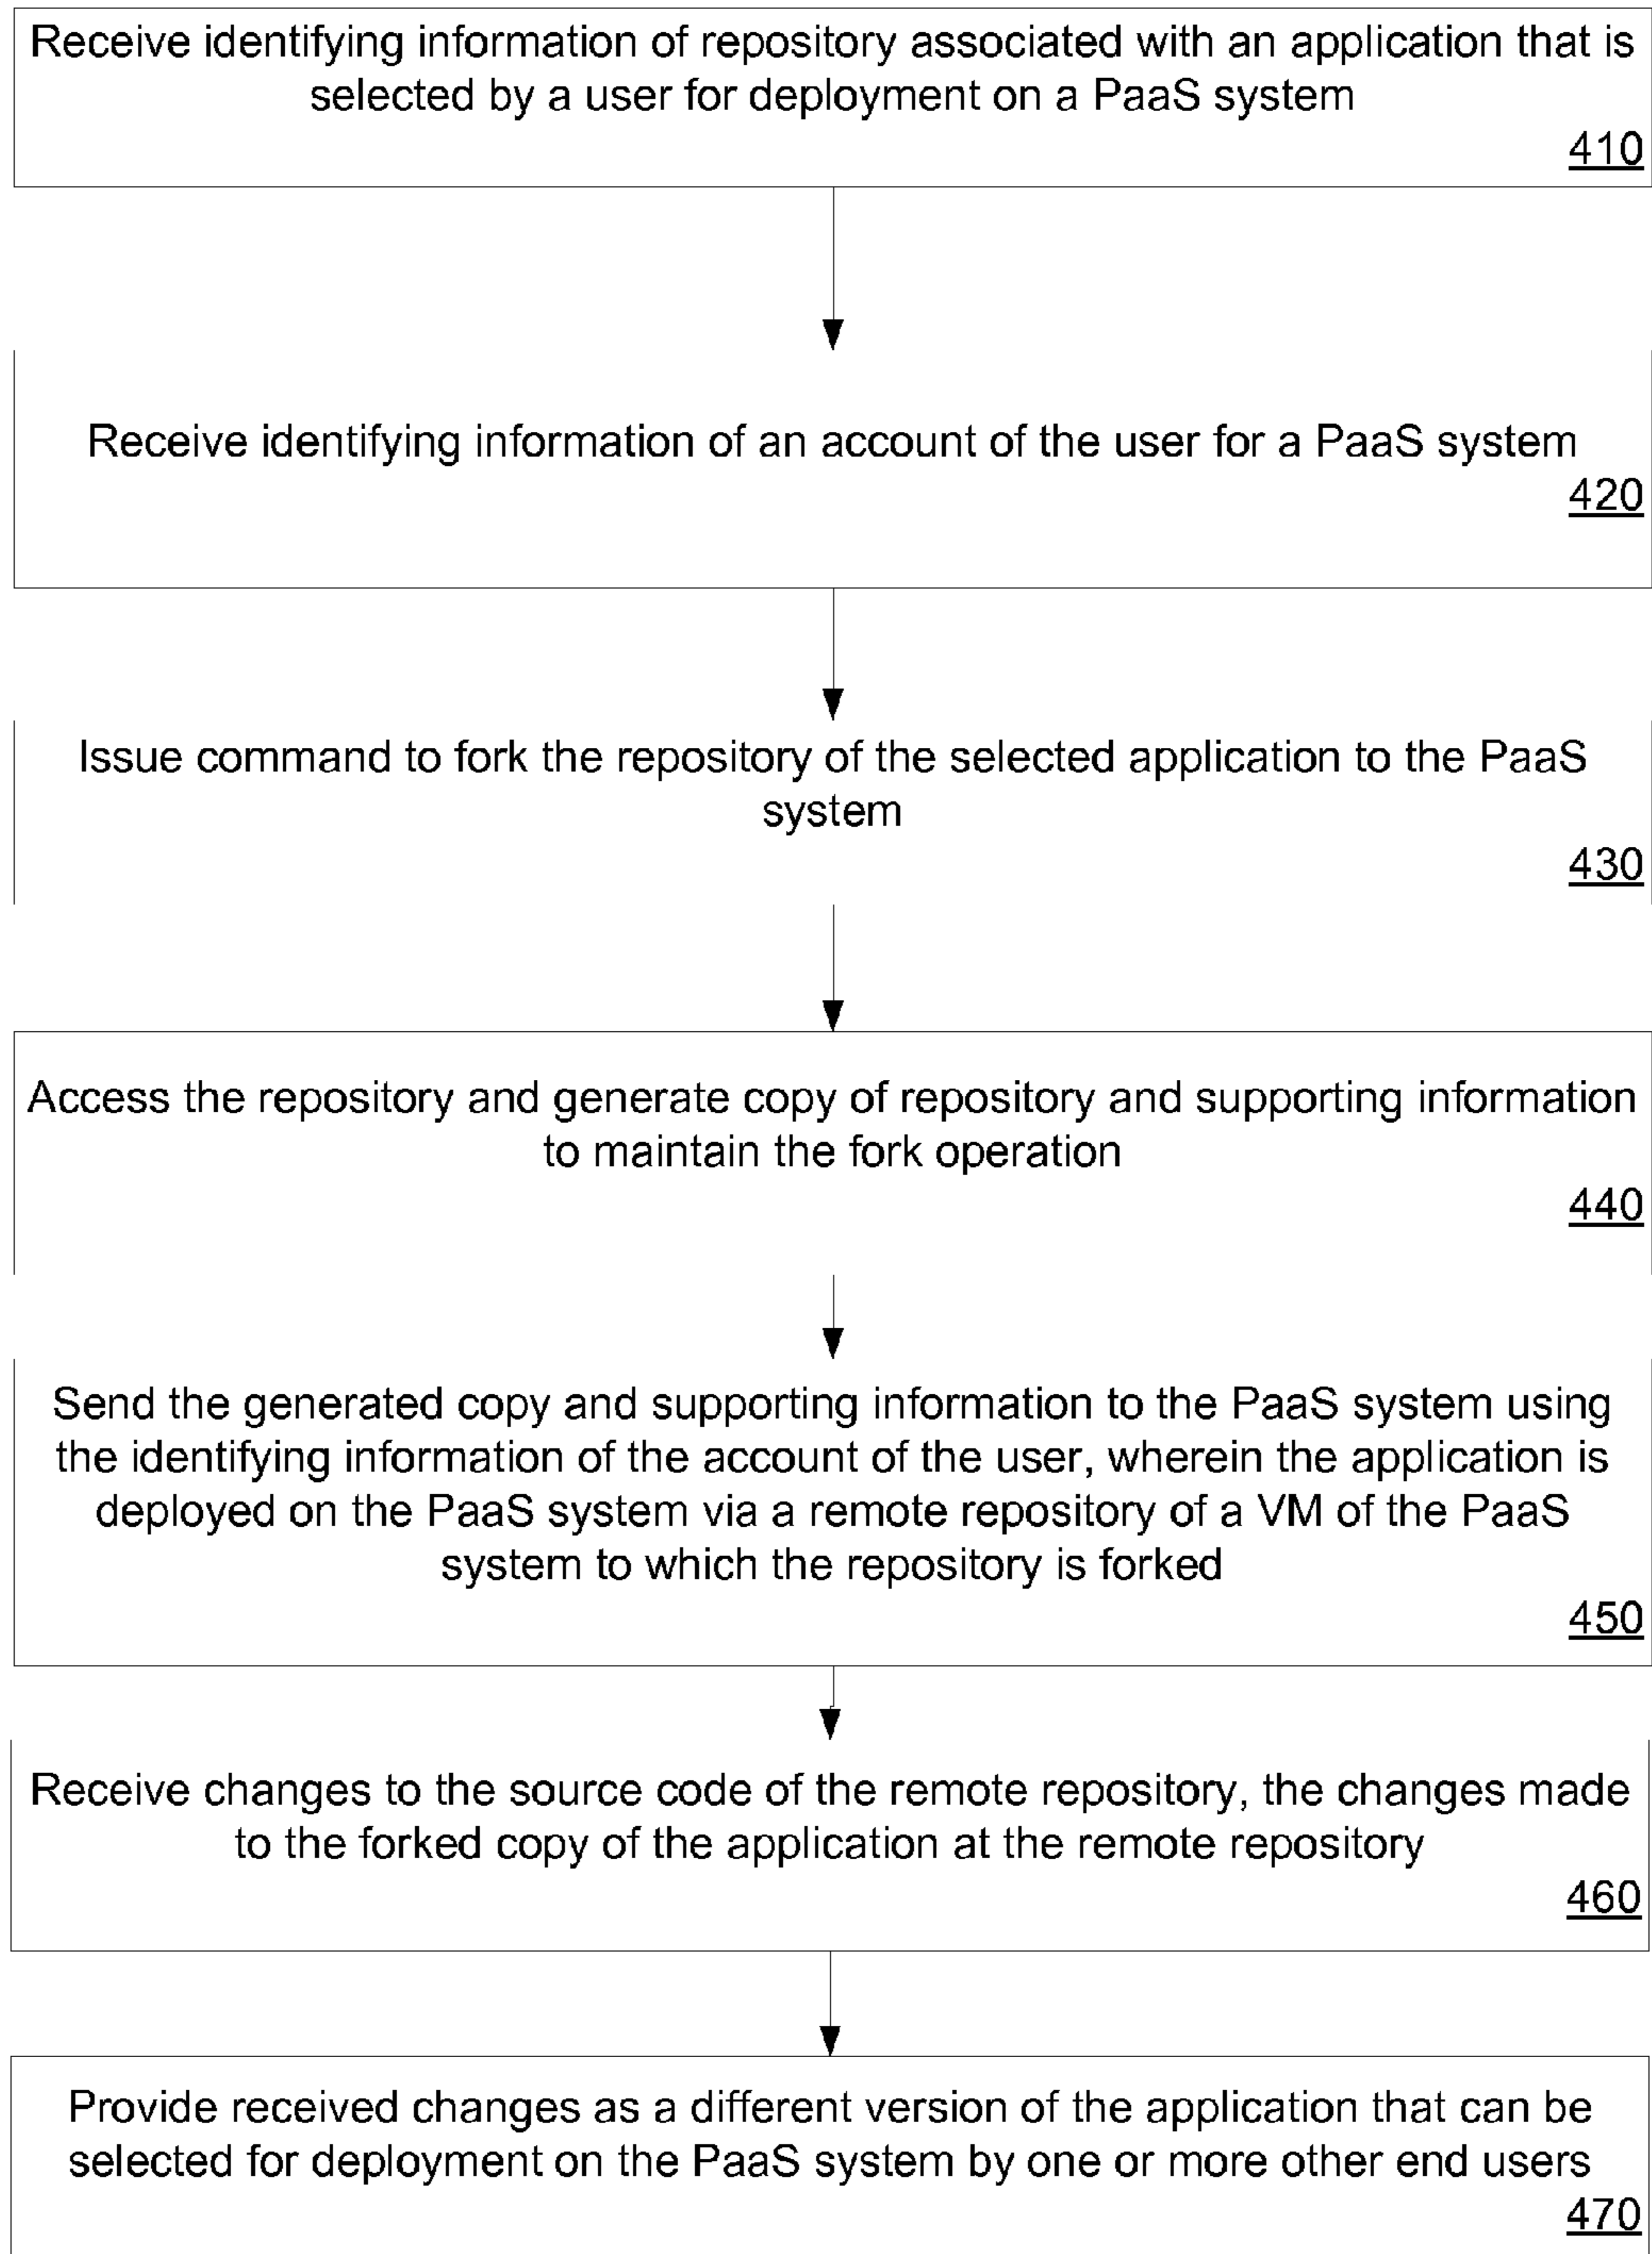 Receive identifying information of repository associated with an application that is
selected by a user for deployment on a PaaS system
410
Receive identifying information of an account of the user for a PaaS system
420
Issue command to fork the repository of the selected application to the PaaS
system
430
Access the repository and generate copy of repository and supporting information
to maintain the fork operation
440
Send the generated copy and supporting information to the PaaS system using
the identifying information of the account of the user, wherein the application is
deployed on the PaaS system via a remote repository of a VM of the PaaS
system to which the repository is forked
450
Receive changes to the source code of the remote repository, the changes made
to the forked copy of the application at the remote repository
460
Provide received changes as a different version of the application that can be
selected for deployment on the PaaS system by one or more other end users
470